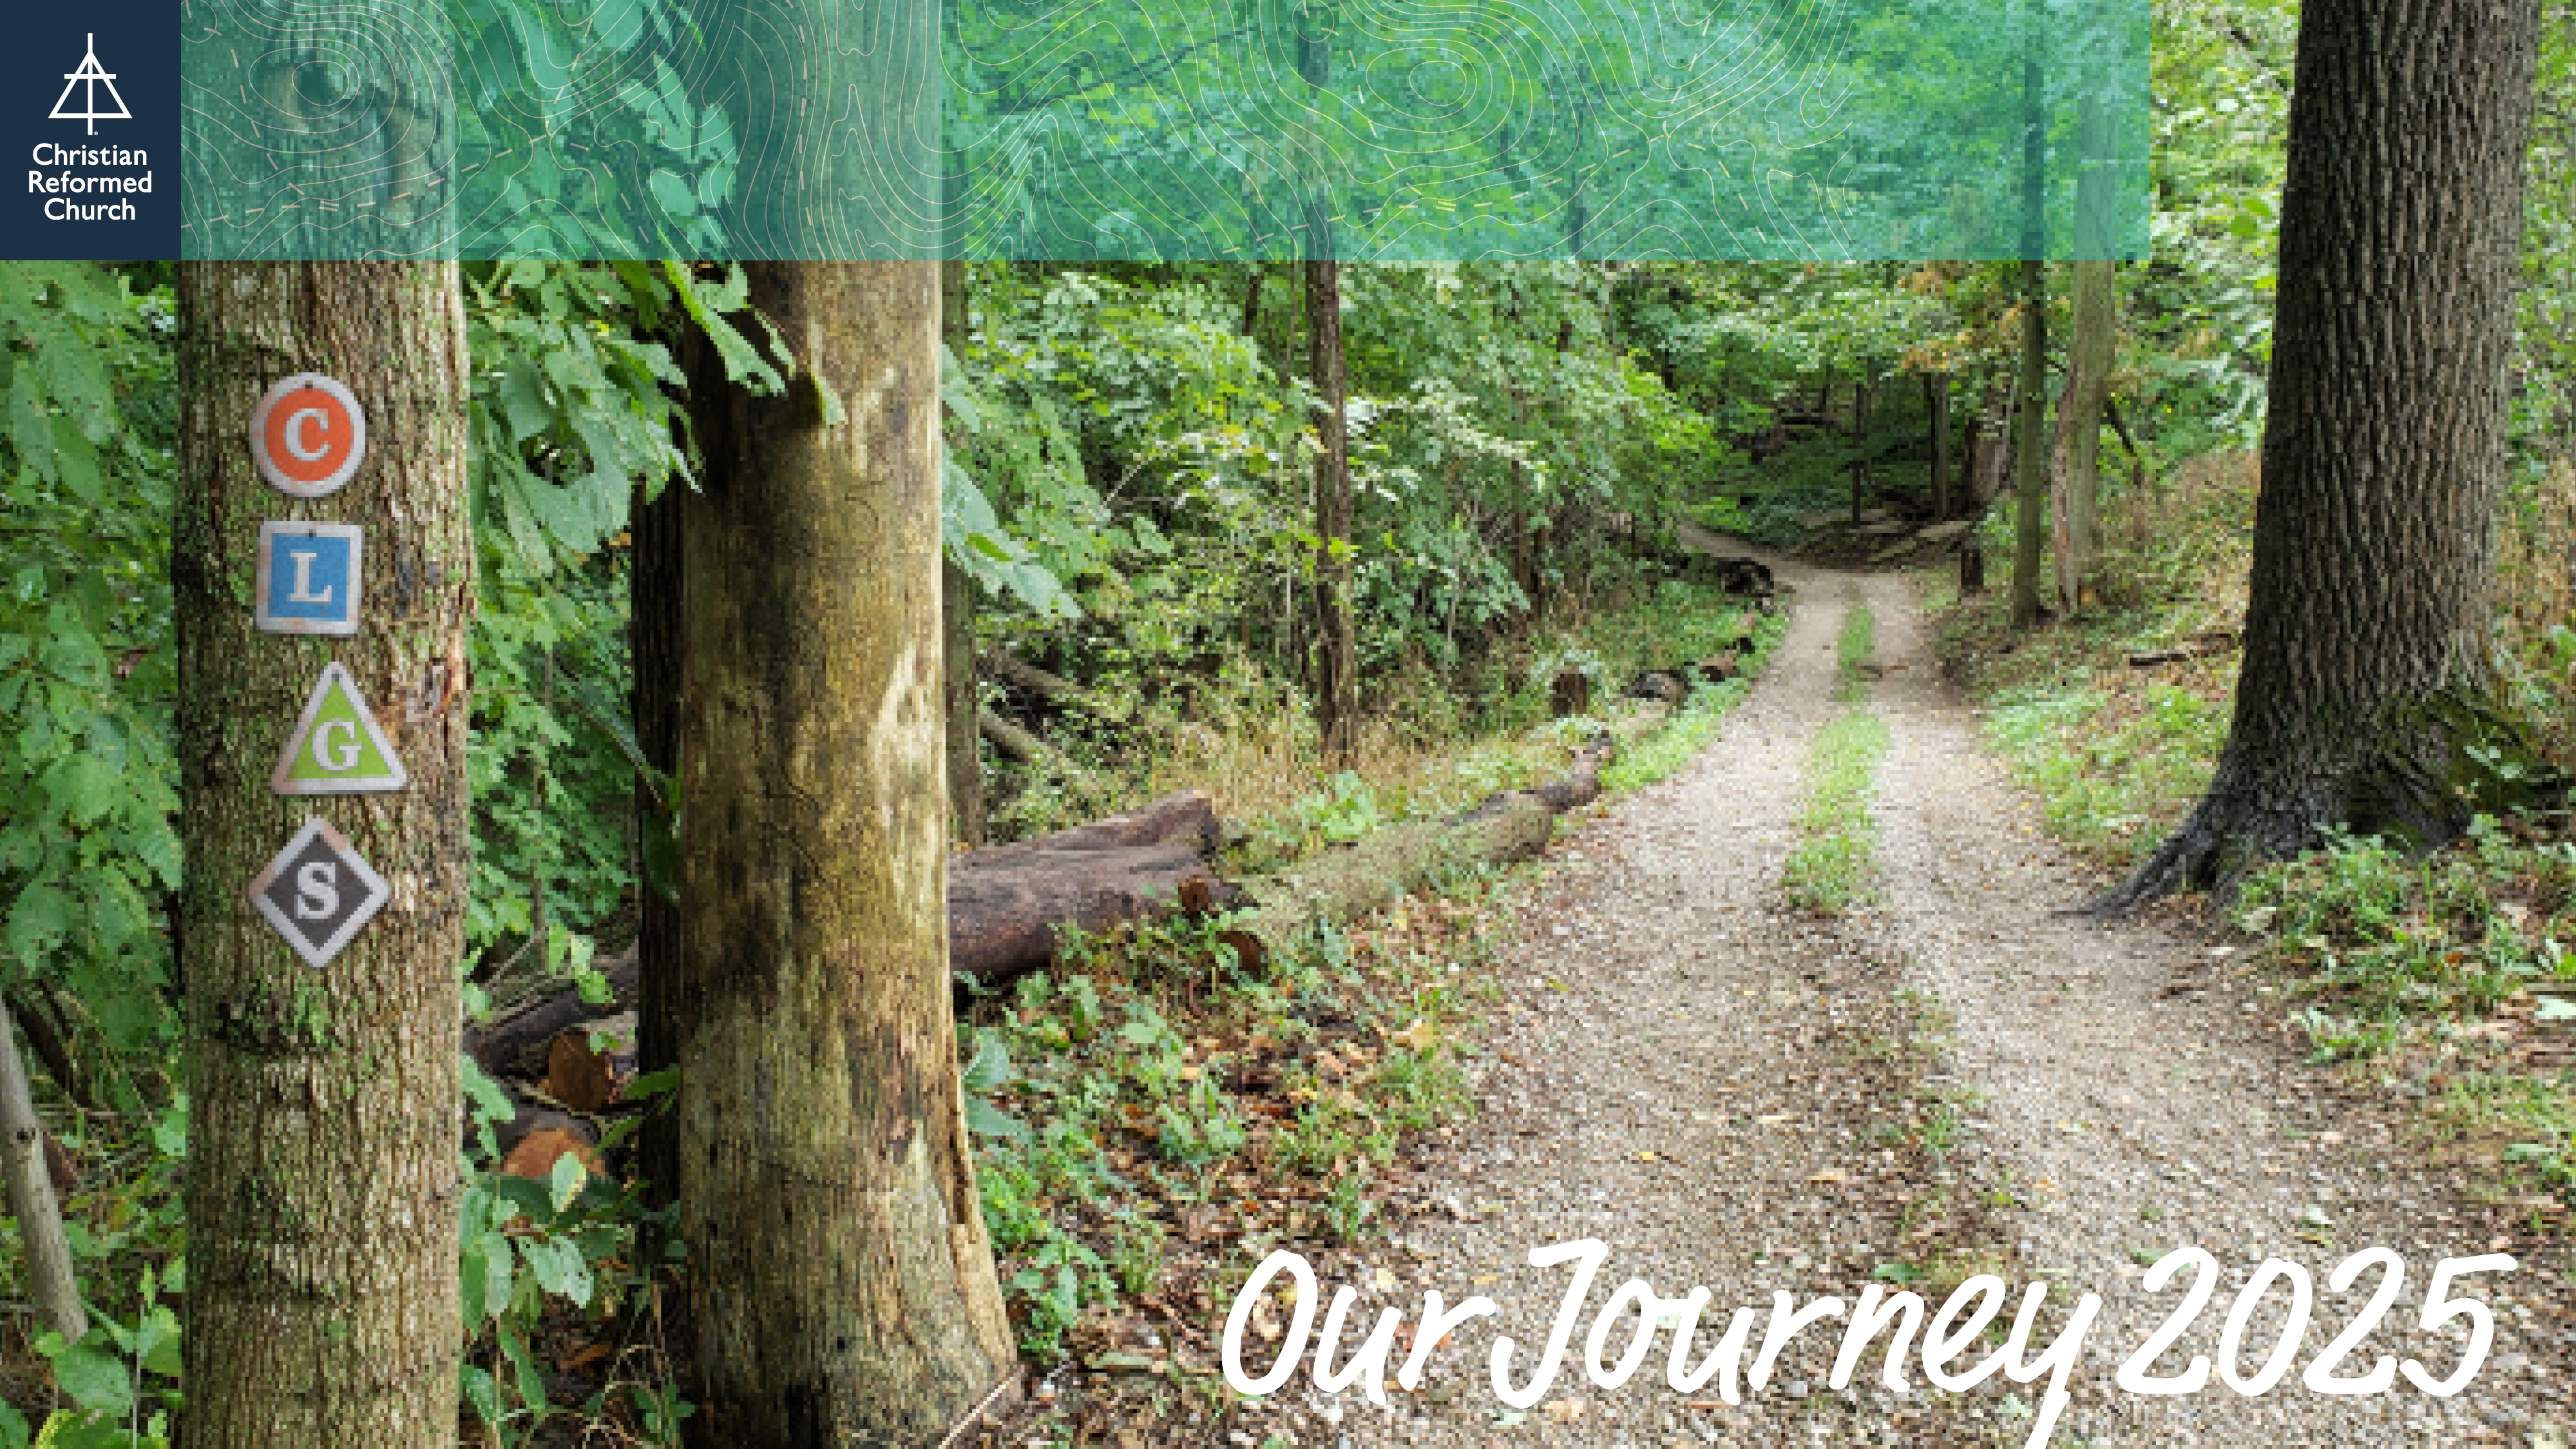 Christian
Reformed
Church
C
L
G
S
Our Journey 2025